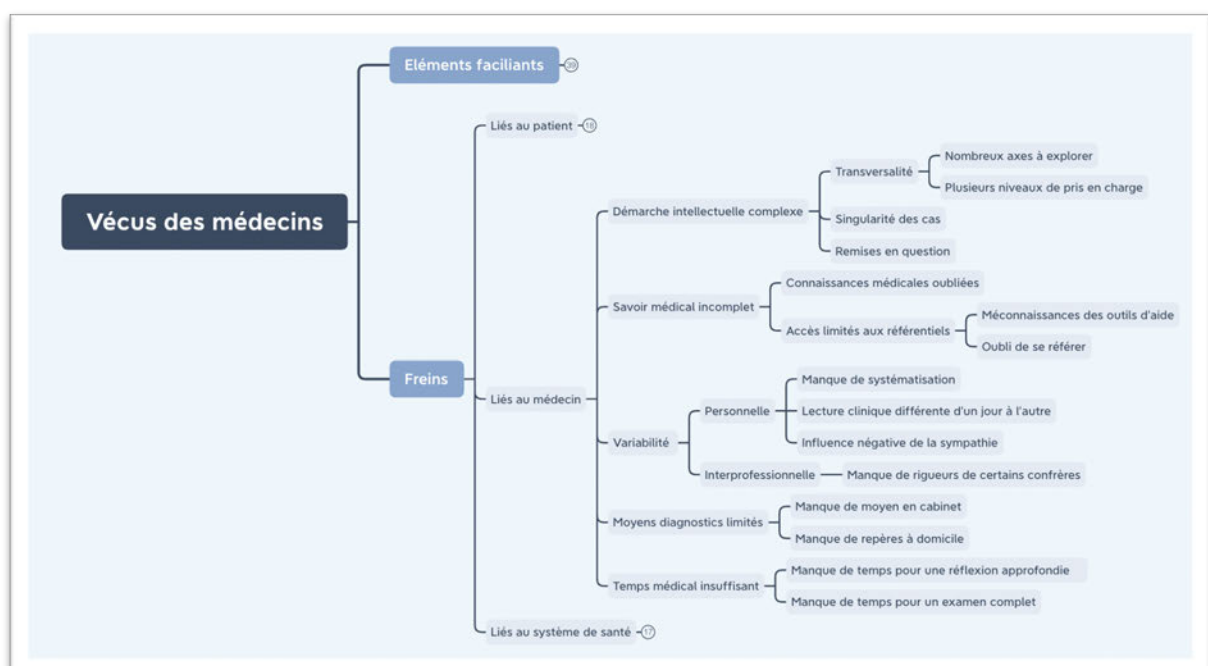 Vécus des médecins
Eléments faciliants
39
Freins
Liés au patient
18
Liés au médecin
Démarche intellectuelle complexe
Transversalité
Nombreux axes à explorer
Plusieurs niveaux de pris en charge
Singularité des cas
Remises en question
Savoir médical incomplet
Connaissances médicales oubliées
Accès limités aux référentiels
Méconnaissances des outils d'aide
Oubli de se référer
Variabilité
Personnelle
Manque de systématisation
Lecture clinique différente d'un jour à l'autre
Influence négative de la sympathie
Interprofessionnelle
Manque de rigueurs de certains confrères
Moyens diagnostics limités
Manque de moyen en cabinet
Manque de repères à domicile
Temps médical insuffisant
Manque de temps pour une réflexion approfondie
Manque de temps pour un examen complet
Liés au système de santé
17